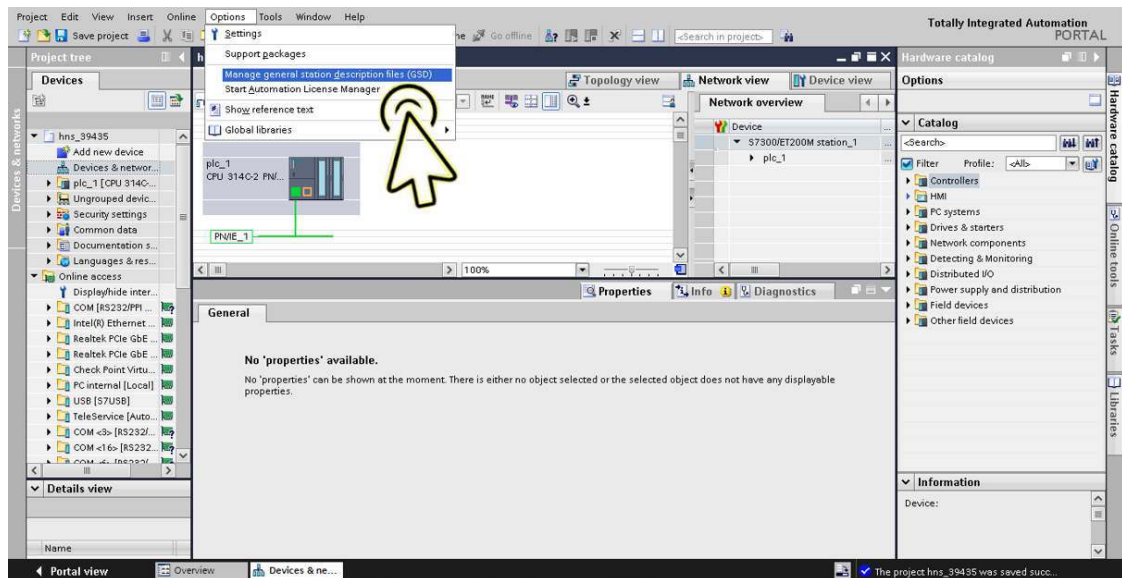 Project Edit View Insert Online Options Tools Window Help
Totally Integrated Automation
PORTAL
Save project
Go offline
<Search in project>
Settings
Support packages
Manage general station description files (GSD)
Start Automation License Manager
Show reference text
Global libraries
Project tree
Devices
hns_39435
Add new device
Devices & networ...
plc_1 [CPU 314C-...
Ungrouped devic...
Security settings
Common data
Documentation s...
Languages & res...
Online access
Display/hide inter...
COM [RS232/PPI ...
Intel(R) Ethernet ...
Realtek PCIe GbE ...
Realtek PCIe GbE ...
Check Point Virtu...
PC internal [Local]
USB [S7USB]
TeleService [Auto...
COM <3> [RS232/...
COM <16> [RS232...
Details view
Name
Devices & networks
Topology view
Network view
Device view
Network overview
Device
S7300/ET200M station_1
plc_1
plc_1
CPU 314C-2 PN/...
PN/IE_1
100%
Properties
Info
Diagnostics
General
No 'properties' available.
No 'properties' can be shown at the moment. There is either no object selected or the selected object does not have any displayable
properties.
Hardware catalog
Options
Catalog
<Search>
Filter Profile: <All>
Controllers
HMI
PC systems
Drives & starters
Network components
Detecting & Monitoring
Distributed I/O
Power supply and distribution
Field devices
Other field devices
Information
Device:
Hardware catalog
Online tools
Tasks
Libraries
Portal view
Overview
Devices & ne...
The project hns_39435 was saved succ...